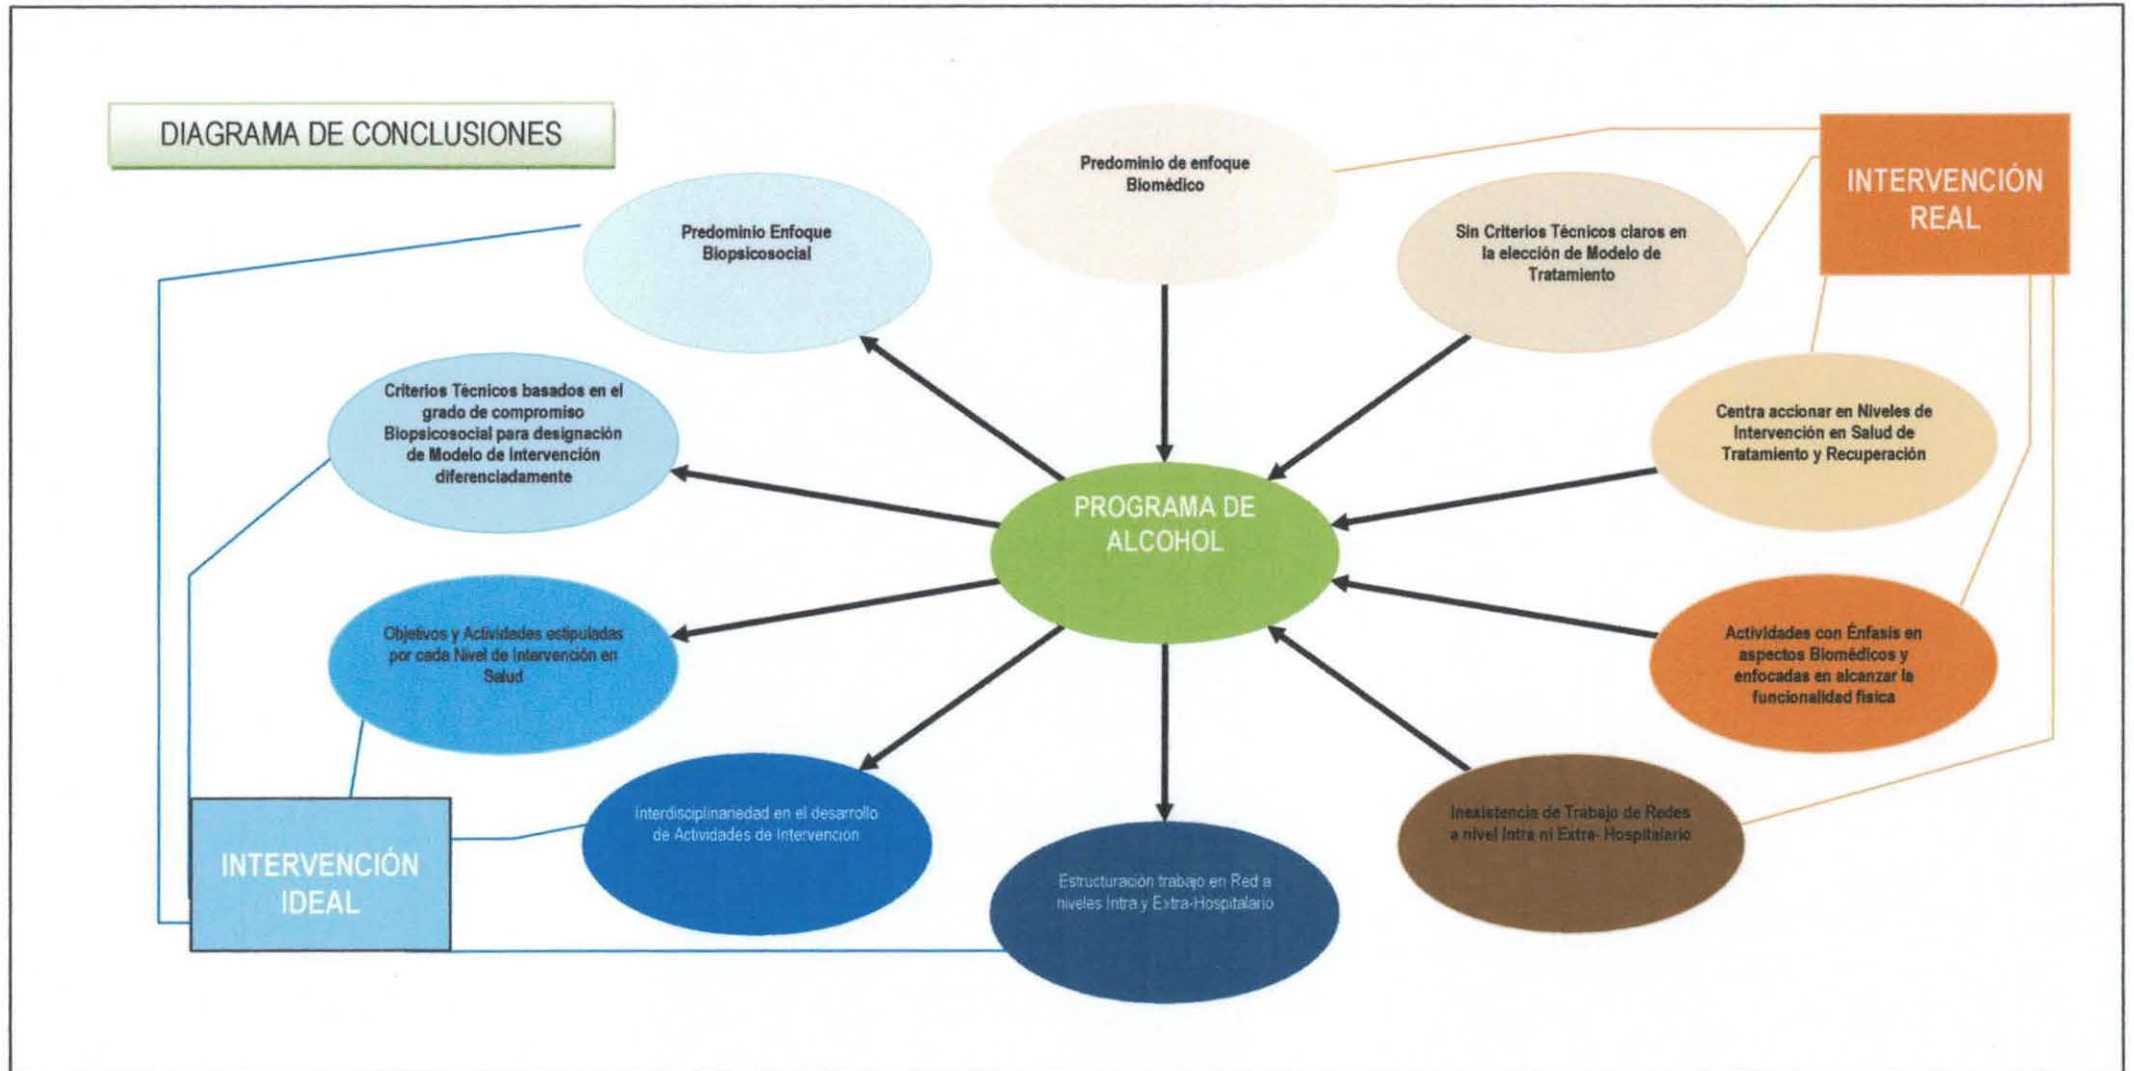 DIAGRAMA DE CONCLUSIONES
Predominio de enfoque
Biomédico
INTERVENCIÓN
REAL
Predominio Enfoque
Biopsicosocial
Sin Criterios Técnicos claros en
la elección de Modelo de
Tratamiento
Criterios Técnicos basados en el
grado de compromiso
Biopsicosocial para designación
de Modelo de Intervención
diferenciadamente
Centra accionar en Niveles de
Intervención en Salud de
Tratamiento y Recuperación
PROGRAMA DE
ALCOHOL
Objetivos y Actividades estipuladas
por cada Nivel de Intervención en
Salud
Actividades con Énfasis en
aspectos Biomédicos y
enfocadas en alcanzar la
funcionalidad física
Interdisciplinariedad en el desarrollo
de Actividades de Intervención
Inexistencia de Trabajo de Redes
a nivel Intra ni Extra- Hospitalario
INTERVENCIÓN
IDEAL
Estructuración trabajo en Red a
niveles Intra y Extra-Hospitalario